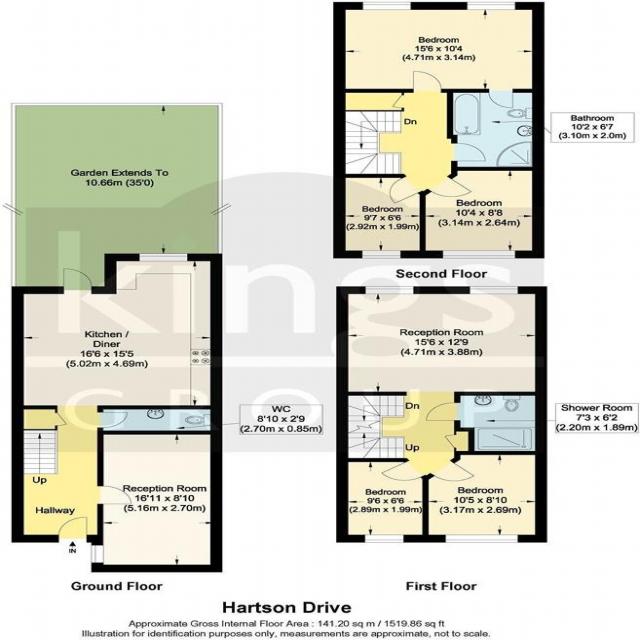 Bedroom
15'6 x 10'4
(4.71m x 3.14m)
Dn
Bathroom
10'2 x 6'7
(3.10m x 2.0m)
Bedroom
9'7 x 6'6
(2.92m x 1.99m)
Bedroom
10'4 x 8'8
(3.14m x 2.64m)
Second Floor
Garden Extends To
10.66m (35'0)
Kitchen /
Diner
16'6 x 15'5
(5.02m x 4.69m)
WC
8'10 x 2'9
(2.70m x 0.85m)
Up
Hallway
Reception Room
16'11 x 8'10
(5.16m x 2.70m)
IN
Ground Floor
Reception Room
15'6 x 12'9
(4.71m x 3.88m)
Dn
Up
Shower Room
7'3 x 6'2
(2.20m x 1.89m)
Bedroom
9'6 x 6'6
(2.89m x 1.99m)
Bedroom
10'5 x 8'10
(3.17m x 2.69m)
First Floor
kings
GROUP
Hartson Drive
Approximate Gross Internal Floor Area : 141.20 sq m / 1519.86 sq ft
Illustration for identification purposes only, measurements are approximate, not to scale.